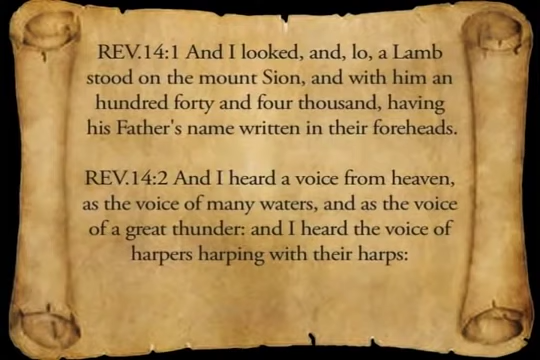 REV.14:1 And I looked, and, lo, a Lamb
stood on the mount Sion, and with him an
hundred forty and four thousand, having
his Father's name written in their foreheads.
REV.14:2 And I heard a voice from heaven,
as the voice of many waters, and as the voice
of a great thunder: and I heard the voice of
harpers harping with their harps: